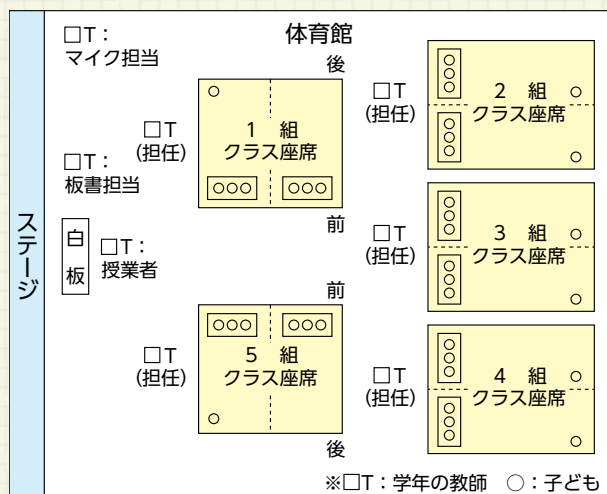 体育館
ステージ
□T：
マイク担当
□T：
板書担当
白板
□T：
授業者
後
□T
(担任)
1 組
クラス座席
前
前
□T
(担任)
5 組
クラス座席
後
□T
(担任)
2 組
クラス座席
□T
(担任)
3 組
クラス座席
□T
(担任)
4 組
クラス座席
※□T：学年の教師 ○：子ども